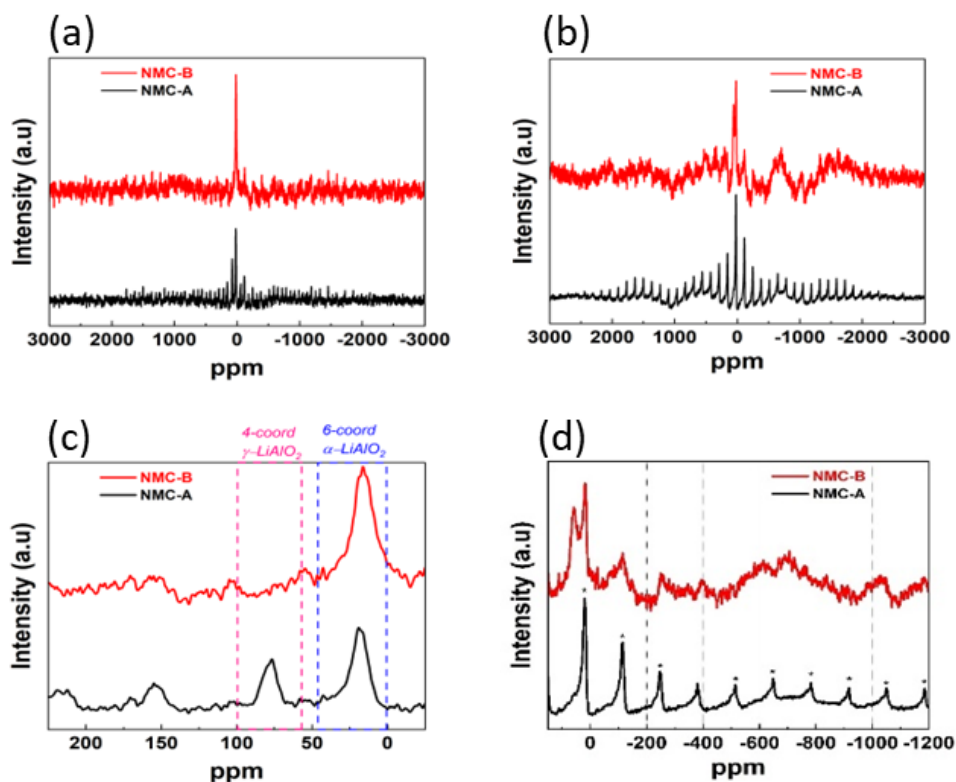 (a)
NMC-B
NMC-A
Intensity (a.u)
3000 2000 1000 0 -1000 -2000 -3000
ppm
(b)
NMC-B
NMC-A
Intensity (a.u)
3000 2000 1000 0 -1000 -2000 -3000
ppm
(c)
4-coord
γ-LiAlO2
6-coord
α-LiAlO2
NMC-B
NMC-A
Intensity (a.u)
200 150 100 50 0
ppm
(d)
NMC-B
NMC-A
Intensity (a.u)
0 -200 -400 -600 -800 -1000 -1200
ppm